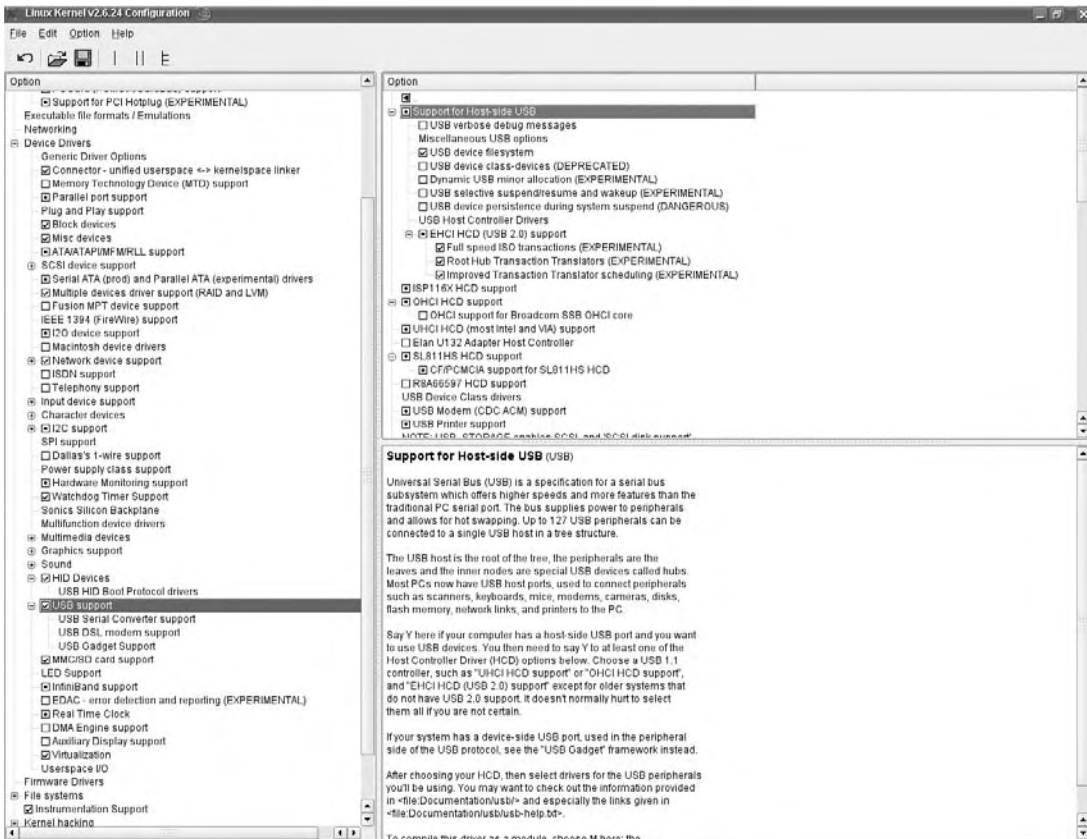 Linux Kernel v2.6.24 Configuration
File Edit Option Help
Option
Support for PCI Hotplug (EXPERIMENTAL)
Executable file formats / Emulations
Networking
Device Drivers
Generic Driver Options
Connector - unified userspace <-> kernelspace linker
Memory Technology Device (MTD) support
Parallel port support
Plug and Play support
Block devices
Misc devices
ATA/ATAPI/MFM/RLL support
SCSI device support
Serial ATA (prod) and Parallel ATA (experimental) drivers
Multiple devices driver support (RAID and LVM)
Fusion MPT device support
IEEE 1394 (FireWire) support
I2O device support
Macintosh device drivers
Network device support
ISDN support
Telephony support
Input device support
Character devices
I2C support
SPI support
Dallas's 1-wire support
Power supply class support
Hardware Monitoring support
Watchdog Timer Support
Sonics Silicon Backplane
Multifunction device drivers
Multimedia devices
Graphics support
Sound
HID Devices
USB HID Boot Protocol drivers
USB support
USB Serial Converter support
USB DSL modem support
USB Gadget Support
MMC/SD card support
LED Support
InfiniBand support
EDAC - error detection and reporting (EXPERIMENTAL)
Real Time Clock
DMA Engine support
Auxiliary Display support
Virtualization
Userspace I/O
Firmware Drivers
File systems
Instrumentation Support
Kernel hacking
Option
Support for Host-side USB
USB verbose debug messages
Miscellaneous USB options
USB device filesystem
USB device class-devices (DEPRECATED)
Dynamic USB minor allocation (EXPERIMENTAL)
USB selective suspend/resume and wakeup (EXPERIMENTAL)
USB device persistence during system suspend (DANGEROUS)
USB Host Controller Drivers
EHCI HCD (USB 2.0) support
Full speed ISO transactions (EXPERIMENTAL)
Root Hub Transaction Translators (EXPERIMENTAL)
Improved Transaction Translator scheduling (EXPERIMENTAL)
ISP116X HCD support
OHCI HCD support
OHCI support for Broadcom SSB OHCI core
UHCI HCD (most Intel and VIA) support
Elan U132 Adapter Host Controller
SL811HS HCD support
CF/PCMCIA support for SL811HS HCD
R8A66597 HCD support
USB Device Class drivers
USB Modem (CDC ACM) support
USB Printer support
NOTE: USB_STORAGE enables SCSI, and 'SCSI disk support'
Support for Host-side USB (USB)
Universal Serial Bus (USB) is a specification for a serial bus
subsystem which offers higher speeds and more features than the
traditional PC serial port. The bus supplies power to peripherals
and allows for hot swapping. Up to 127 USB peripherals can be
connected to a single USB host in a tree structure.
The USB host is the root of the tree, the peripherals are the
leaves and the inner nodes are special USB devices called hubs.
Most PCs now have USB host ports, used to connect peripherals
such as scanners, keyboards, mice, modems, cameras, disks,
flash memory, network links, and printers to the PC.
Say Y here if your computer has a host-side USB port and you want
to use USB devices. You then need to say Y to at least one of the
Host Controller Driver (HCD) options below. Choose a USB 1.1
controller, such as "UHCI HCD support" or "OHCI HCD support",
and "EHCI HCD (USB 2.0) support" except for older systems that
do not have USB 2.0 support. It doesn't normally hurt to select
them all if you are not certain.
If your system has a device-side USB port, used in the peripheral
side of the USB protocol, see the "USB Gadget" framework instead.
After choosing your HCD, then select drivers for the USB peripherals
you'll be using. You may want to check out the information provided
in <file:Documentation/usb/> and especially the links given in
<file:Documentation/usb/usb-help.txt>.
To compile this driver as a module, choose M here: the